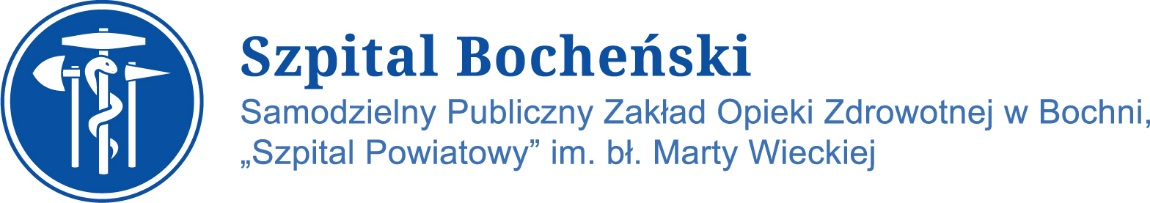 Szpital Bocheński
Samodzielny Publiczny Zakład Opieki Zdrowotnej w Bochni,
„Szpital Powiatowy” im. bł. Marty Wieckiej